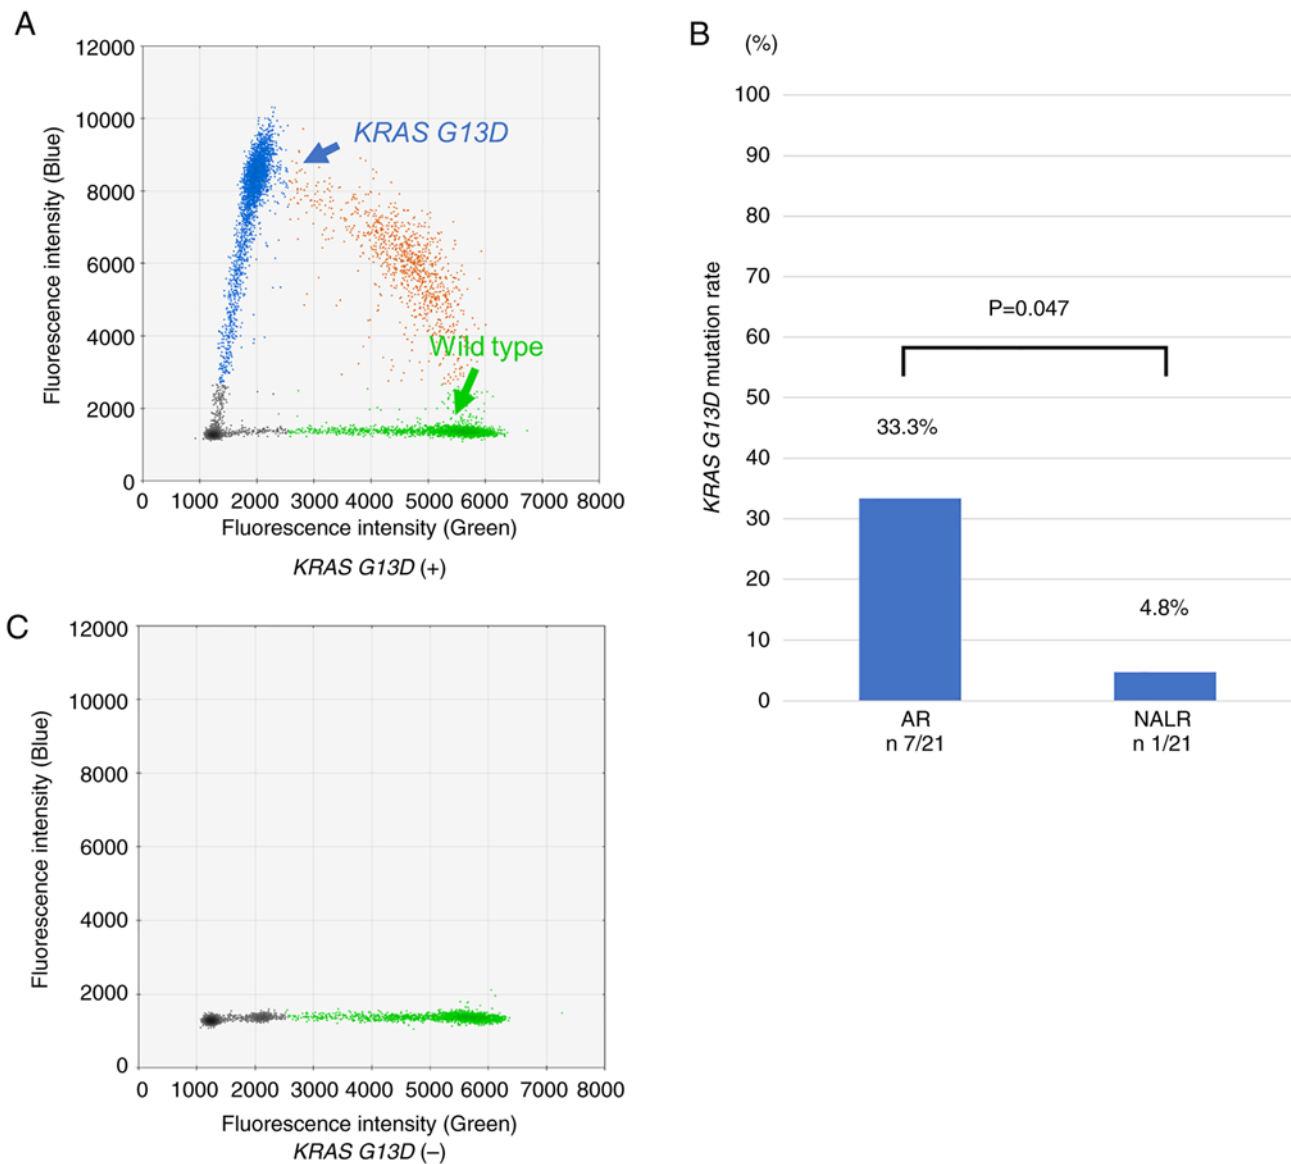 A
12000
10000
8000
6000
4000
2000
0
0 1000 2000 3000 4000 5000 6000 7000 8000
Fluorescence intensity (Blue)
Fluorescence intensity (Green)
KRAS G13D
Wild type
KRAS G13D (+)
B
(%)
100
90
80
70
60
50
40
30
20
10
0
KRAS G13D mutation rate
P=0.047
33.3%
4.8%
AR
n 7/21
NALR
n 1/21
C
12000
10000
8000
6000
4000
2000
0
0 1000 2000 3000 4000 5000 6000 7000 8000
Fluorescence intensity (Blue)
Fluorescence intensity (Green)
KRAS G13D (–)